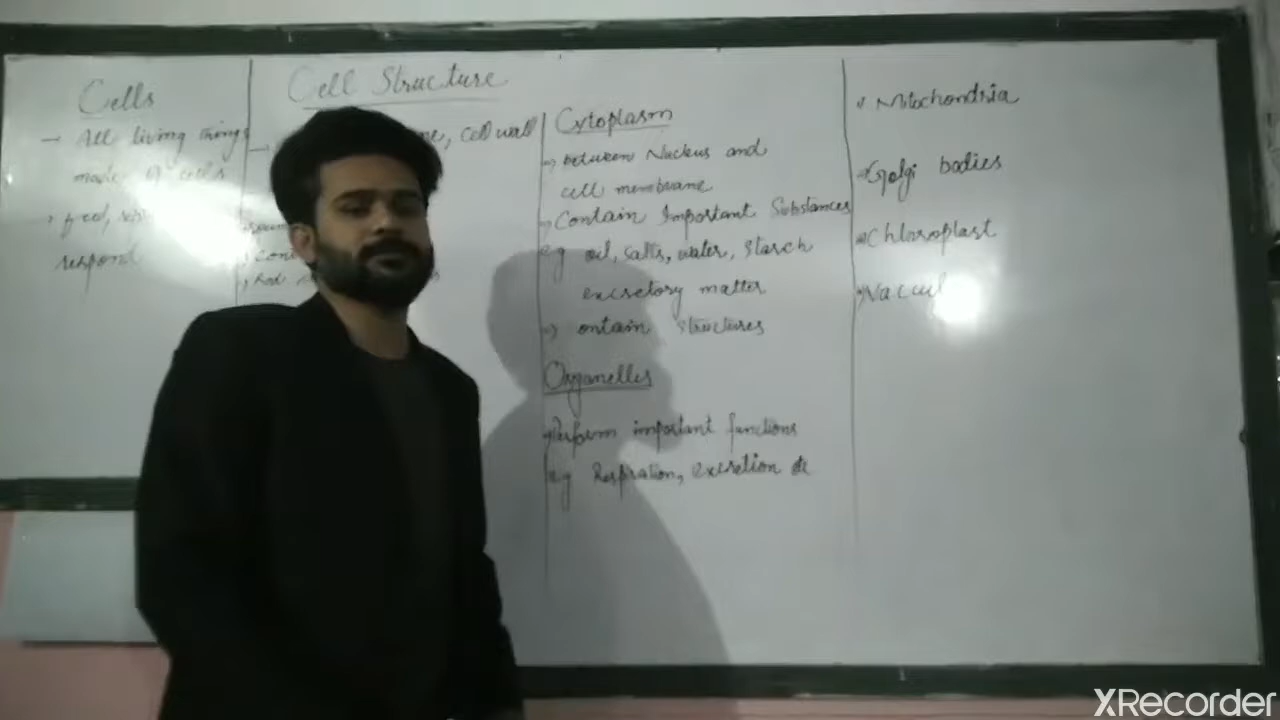 Cells
→ All living things
made of cells
respond
Cell Structure
cell wall
Cytoplasm
→ between Nucleus and
cell membrane
→ Contain Important Substances
eg oil, salts, water, starch
excretory matter
→ ontain structures
Organelles
→ Perform important functions
eg Respiration, excretion etc
Mitochondria
Golgi bodies
Chloroplast
XRecorder